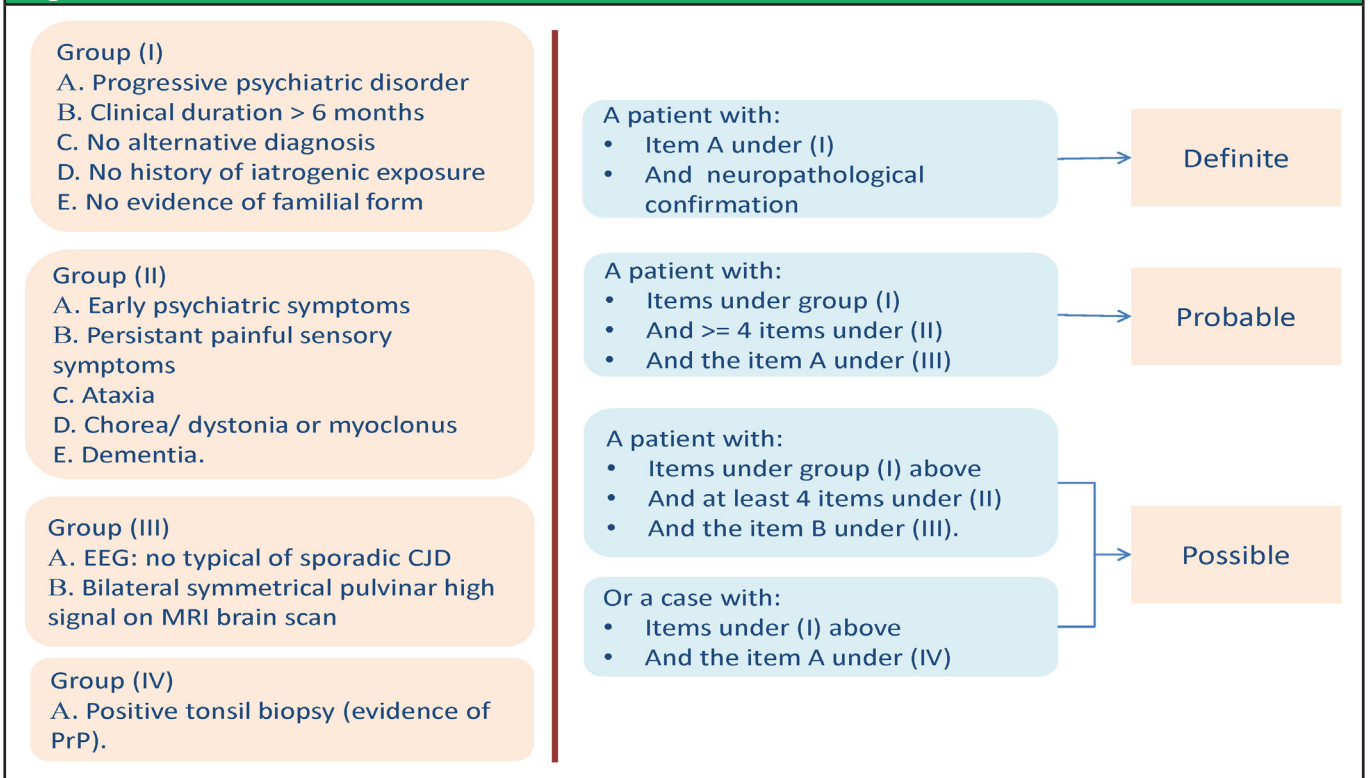 Group (I)
A. Progressive psychiatric disorder
B. Clinical duration > 6 months
C. No alternative diagnosis
D. No history of iatrogenic exposure
E. No evidence of familial form
Group (II)
A. Early psychiatric symptoms
B. Persistant painful sensory
symptoms
C. Ataxia
D. Chorea/ dystonia or myoclonus
E. Dementia.
Group (III)
A. EEG: no typical of sporadic CJD
B. Bilateral symmetrical pulvinar high
signal on MRI brain scan
Group (IV)
A. Positive tonsil biopsy (evidence of
PrP).
A patient with:
• Item A under (I)
• And neuropathological
confirmation
Definite
A patient with:
• Items under group (I)
• And >= 4 items under (II)
• And the item A under (III)
Probable
A patient with:
• Items under group (I) above
• And at least 4 items under (II)
• And the item B under (III).
Or a case with:
• Items under (I) above
• And the item A under (IV)
Possible